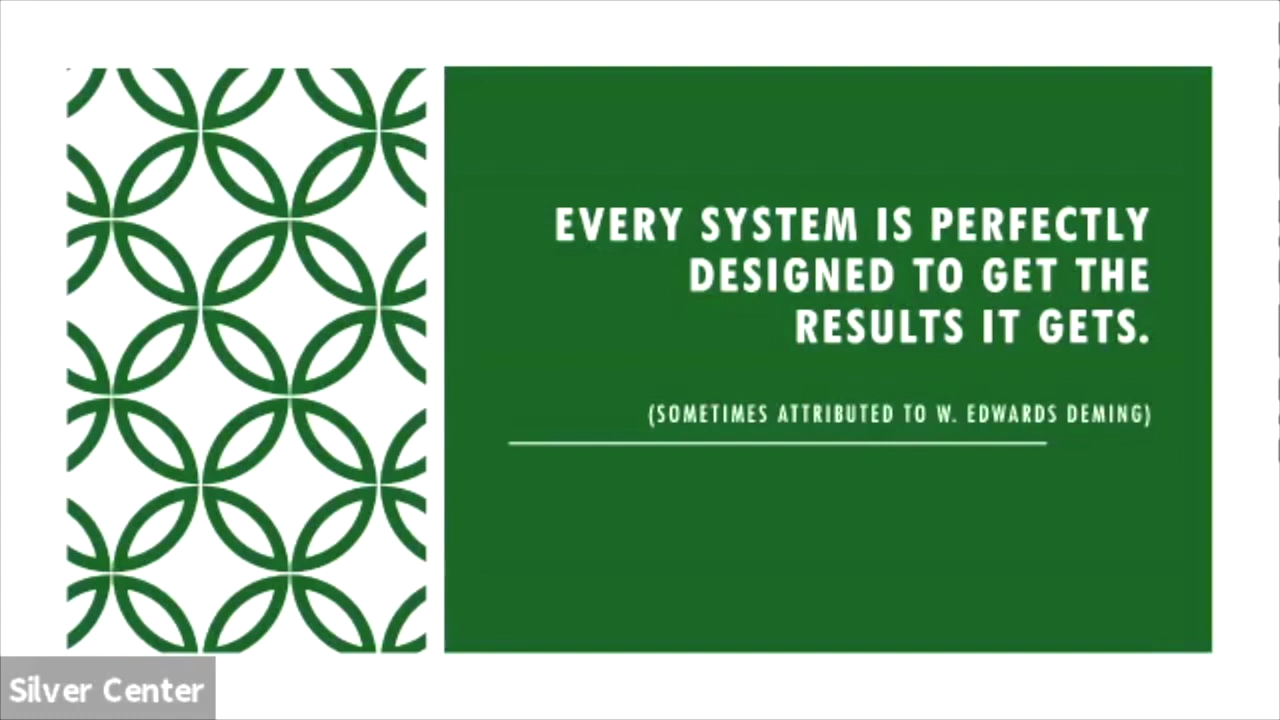 EVERY SYSTEM IS PERFECTLY
DESIGNED TO GET THE
RESULTS IT GETS.
(SOMETIMES ATTRIBUTED TO W. EDWARDS DEMING)
Silver Center